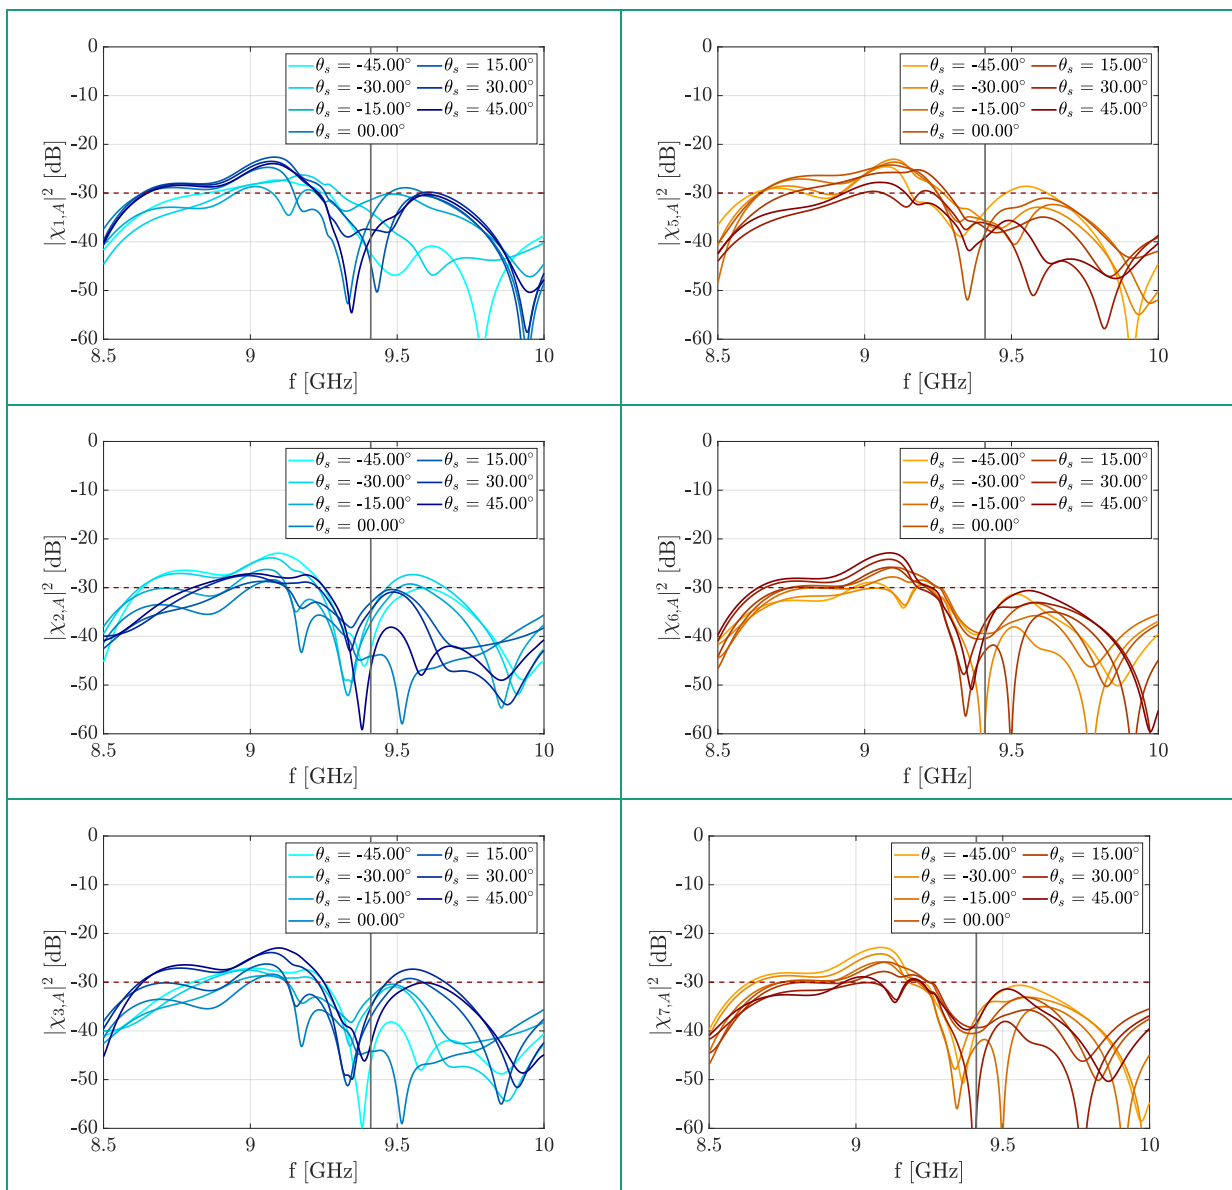 0
-10
-20
-30
-40
-50
-60
|χ1,A|² [dB]
θs = -45.00° θs = 15.00°
θs = -30.00° θs = 30.00°
θs = -15.00° θs = 45.00°
θs = 00.00°
8.5 9 9.5 10
f [GHz]
0
-10
-20
-30
-40
-50
-60
|χ5,A|² [dB]
θs = -45.00° θs = 15.00°
θs = -30.00° θs = 30.00°
θs = -15.00° θs = 45.00°
θs = 00.00°
8.5 9 9.5 10
f [GHz]
0
-10
-20
-30
-40
-50
-60
|χ2,A|² [dB]
θs = -45.00° θs = 15.00°
θs = -30.00° θs = 30.00°
θs = -15.00° θs = 45.00°
θs = 00.00°
8.5 9 9.5 10
f [GHz]
0
-10
-20
-30
-40
-50
-60
|χ6,A|² [dB]
θs = -45.00° θs = 15.00°
θs = -30.00° θs = 30.00°
θs = -15.00° θs = 45.00°
θs = 00.00°
8.5 9 9.5 10
f [GHz]
0
-10
-20
-30
-40
-50
-60
|χ3,A|² [dB]
θs = -45.00° θs = 15.00°
θs = -30.00° θs = 30.00°
θs = -15.00° θs = 45.00°
θs = 00.00°
8.5 9 9.5 10
f [GHz]
0
-10
-20
-30
-40
-50
-60
|χ7,A|² [dB]
θs = -45.00° θs = 15.00°
θs = -30.00° θs = 30.00°
θs = -15.00° θs = 45.00°
θs = 00.00°
8.5 9 9.5 10
f [GHz]